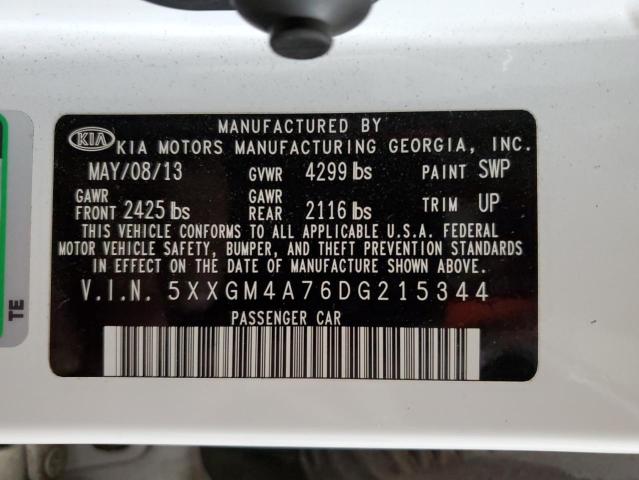 MANUFACTURED BY
KIA KIA MOTORS MANUFACTURING GEORGIA, INC.
MAY/08/13 GVWR 4299 lbs PAINT SWP
GAWR FRONT 2425 lbs GAWR REAR 2116 lbs TRIM UP
THIS VEHICLE CONFORMS TO ALL APPLICABLE U.S.A. FEDERAL
MOTOR VEHICLE SAFETY, BUMPER, AND THEFT PREVENTION STANDARDS
IN EFFECT ON THE DATE OF MANUFACTURE SHOWN ABOVE.
V.I.N. 5XXGM4A76DG215344
PASSENGER CAR
TE